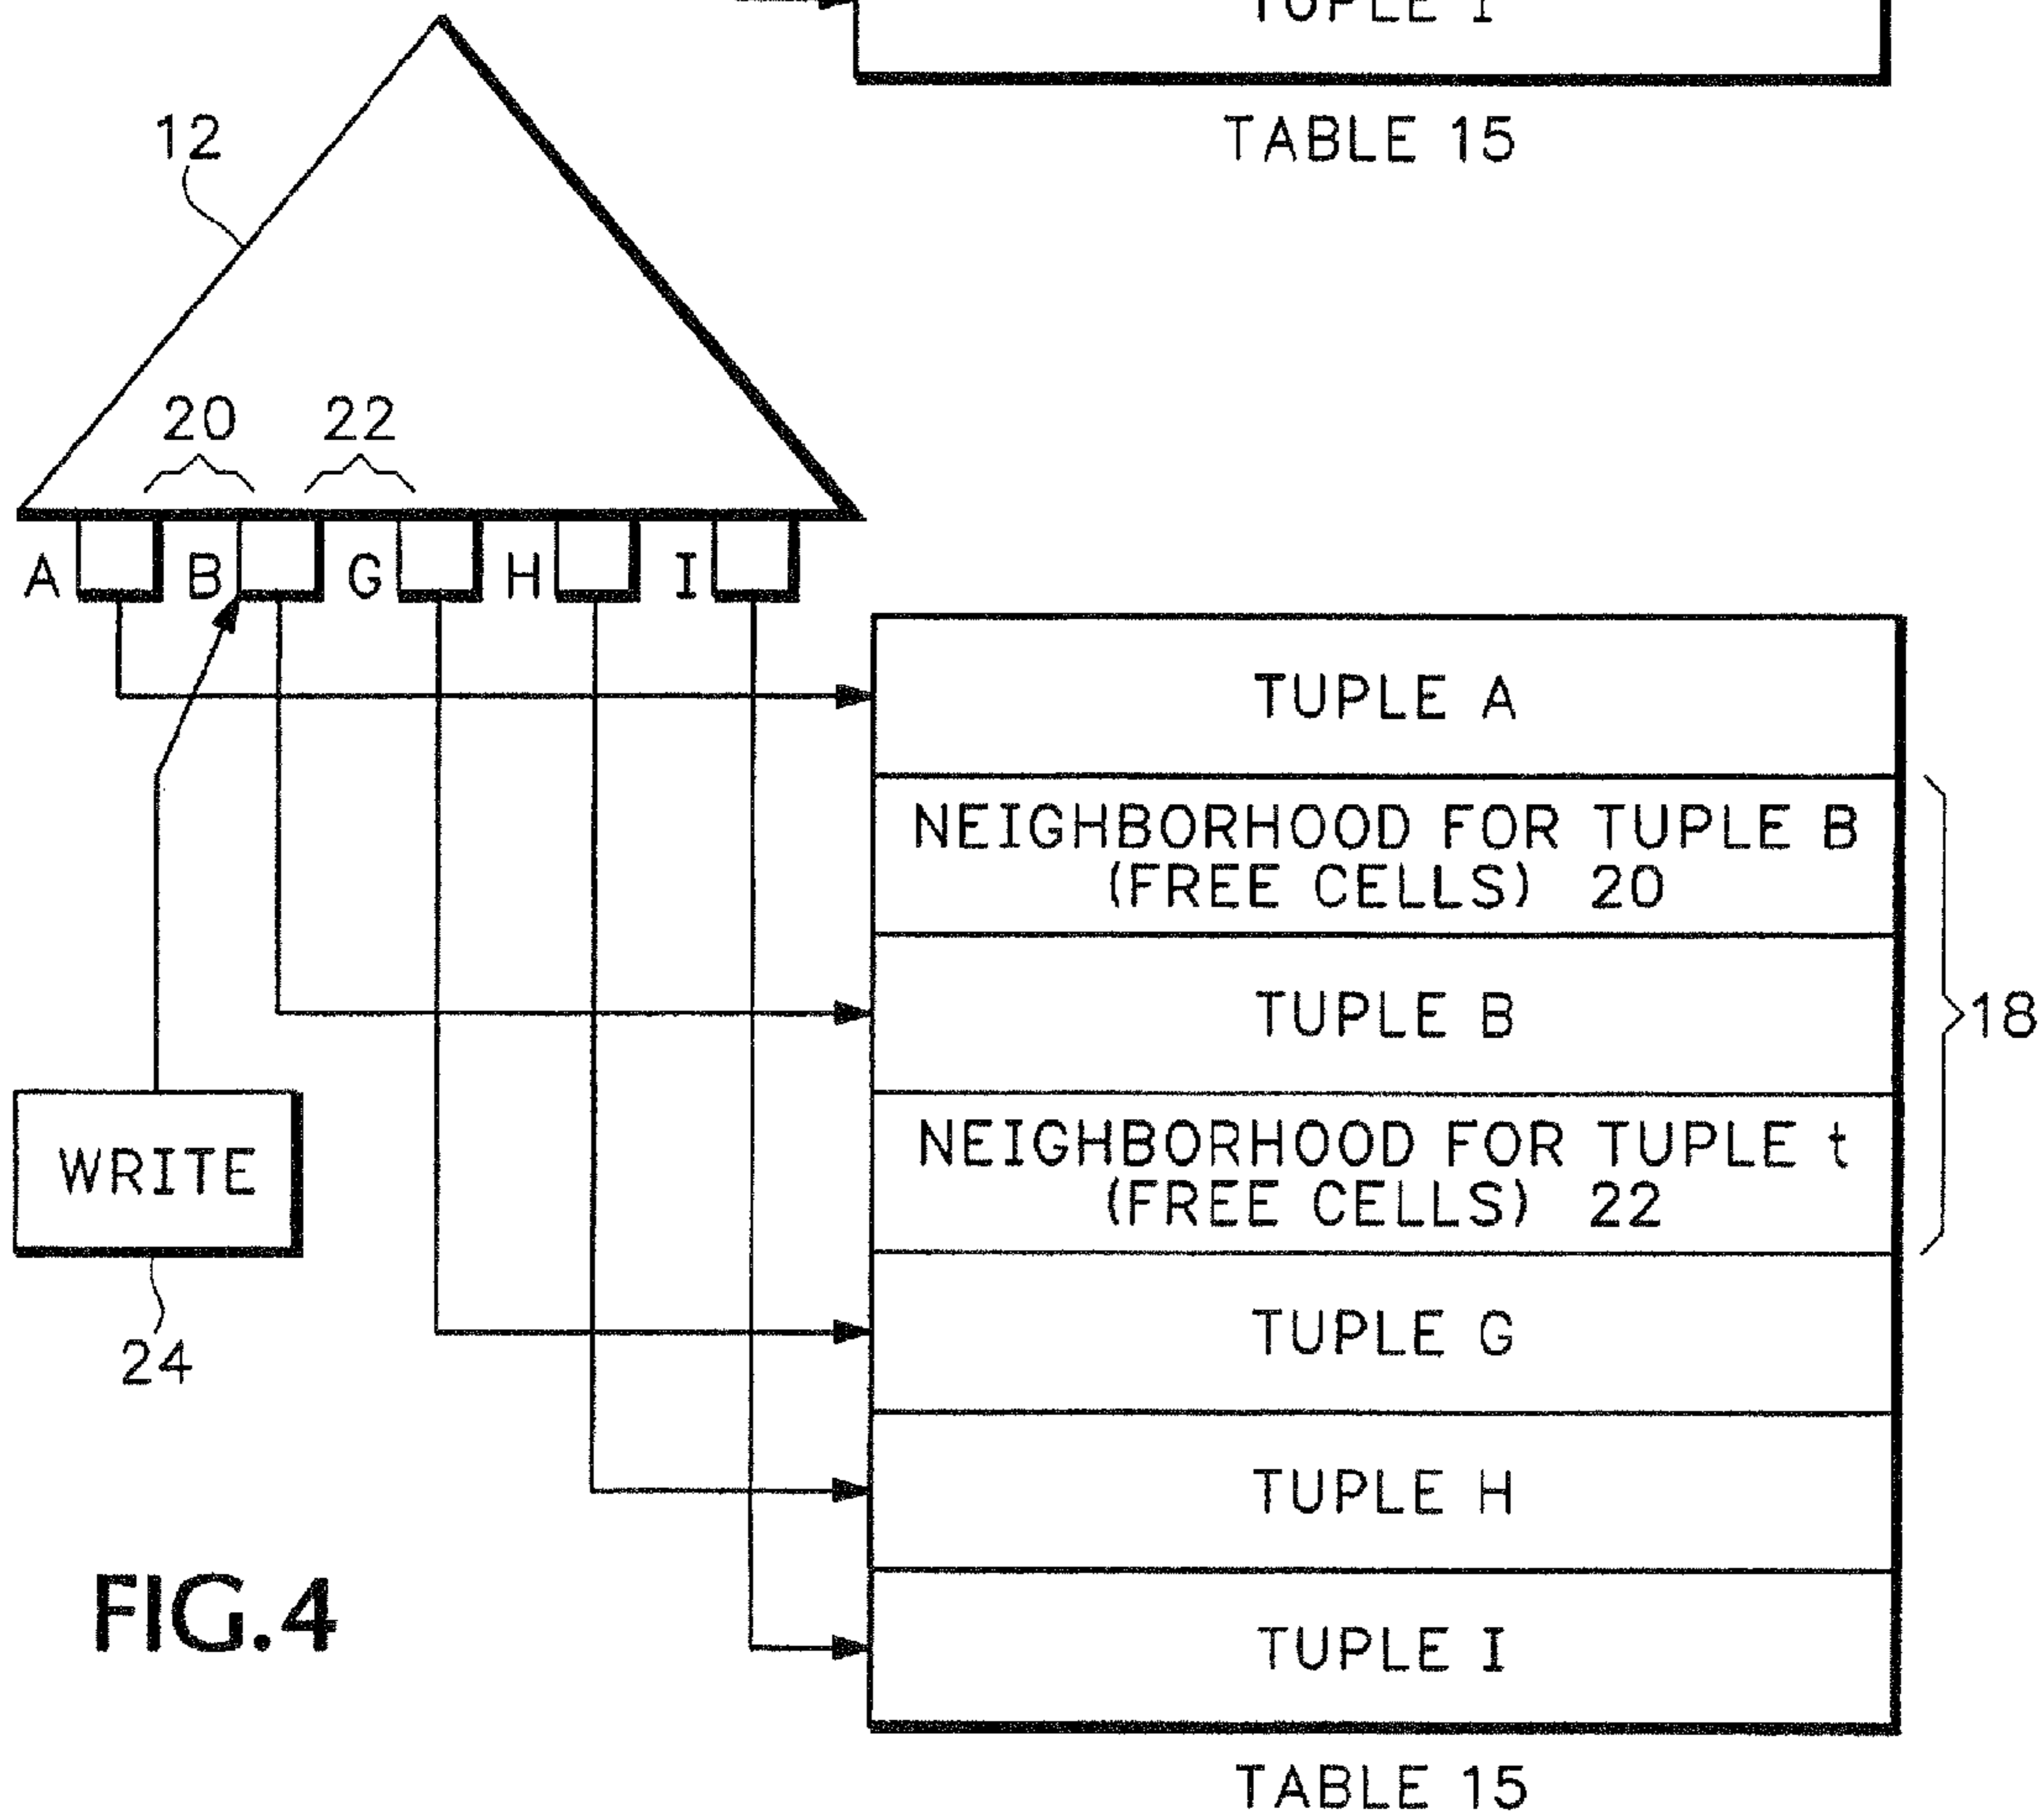 TUPLE I
TABLE 15
12
20 22
A B G H I
TUPLE A
NEIGHBORHOOD FOR TUPLE B
(FREE CELLS) 20
TUPLE B
18
NEIGHBORHOOD FOR TUPLE t
(FREE CELLS) 22
WRITE
24
TUPLE G
TUPLE H
TUPLE I
FIG.4
TABLE 15